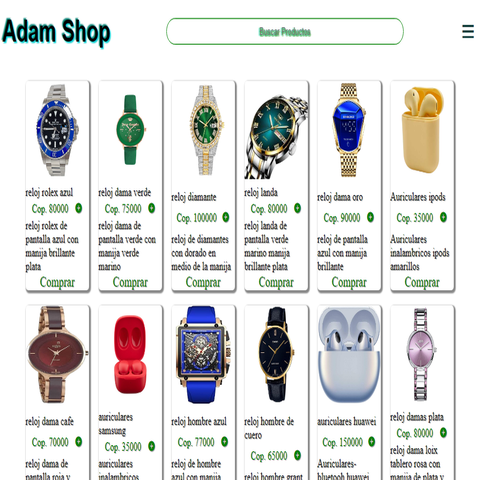 Adam Shop
Buscar Productos
reloj rolex azul
Cop. 80000 +
reloj rolex de
pantalla azul con
manija brillante
plata
Comprar
reloj dama verde
Cop. 75000 +
reloj dama de
pantalla verde con
manija verde
marino
Comprar
reloj diamante
Cop. 100000 +
reloj de diamantes
con dorado en
medio de la manija
Comprar
reloj landa
Cop. 80000 +
reloj landa de
pantalla verde
marino manija
brillante plata
Comprar
reloj dama oro
Cop. 90000 +
reloj de pantalla
azul con manija
brillante
Comprar
Auriculares ipods
Cop. 35000 +
Auriculares
inalambricos ipods
amarillos
Comprar
reloj dama cafe
Cop. 70000 +
reloj dama de
pantalla roja y
auriculares
samsung
Cop. 35000 +
auriculares
inalambricos
reloj hombre azul
Cop. 77000 +
reloj de hombre
azul con manija
reloj hombre de
cuero
Cop. 65000 +
reloj hombre grant
auriculares huawei
Cop. 150000 +
Auriculares-
bluetooh huawei
reloj damas plata
Cop. 80000 +
reloj dama loix
tablero rosa con
manija de plata y